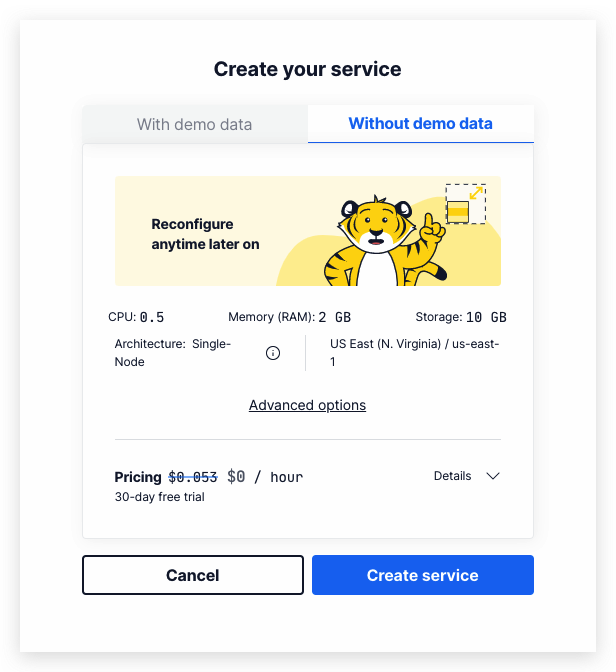 Create your service
With demo data
Without demo data
Reconfigure
anytime later on
CPU: 0.5
Memory (RAM): 2 GB
Storage: 10 GB
Architecture: Single-
Node
US East (N. Virginia) / us-east-
1
Advanced options
Pricing $0.053 $0 / hour
Details
30-day free trial
Cancel
Create service